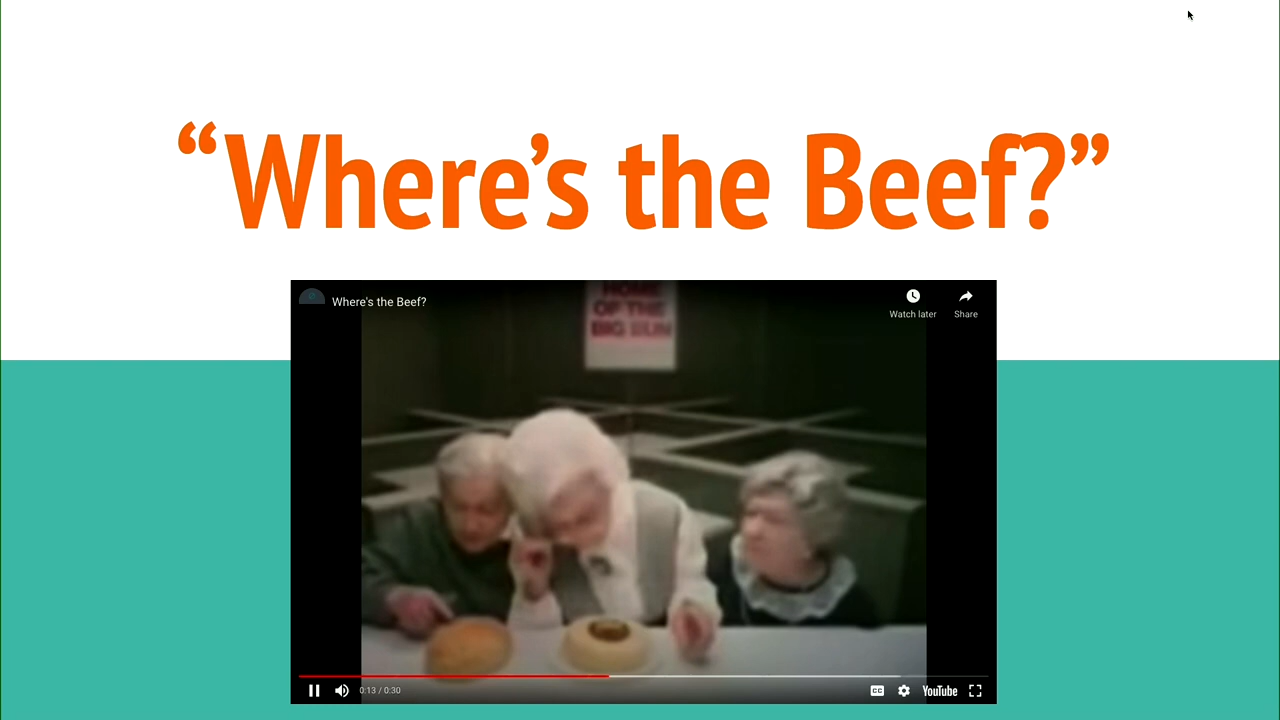 “Where’s the Beef?”
Where's the Beef?
Watch later
Share
HOME
OF THE
BIG BUN
0:13 / 0:30
CC
YouTube